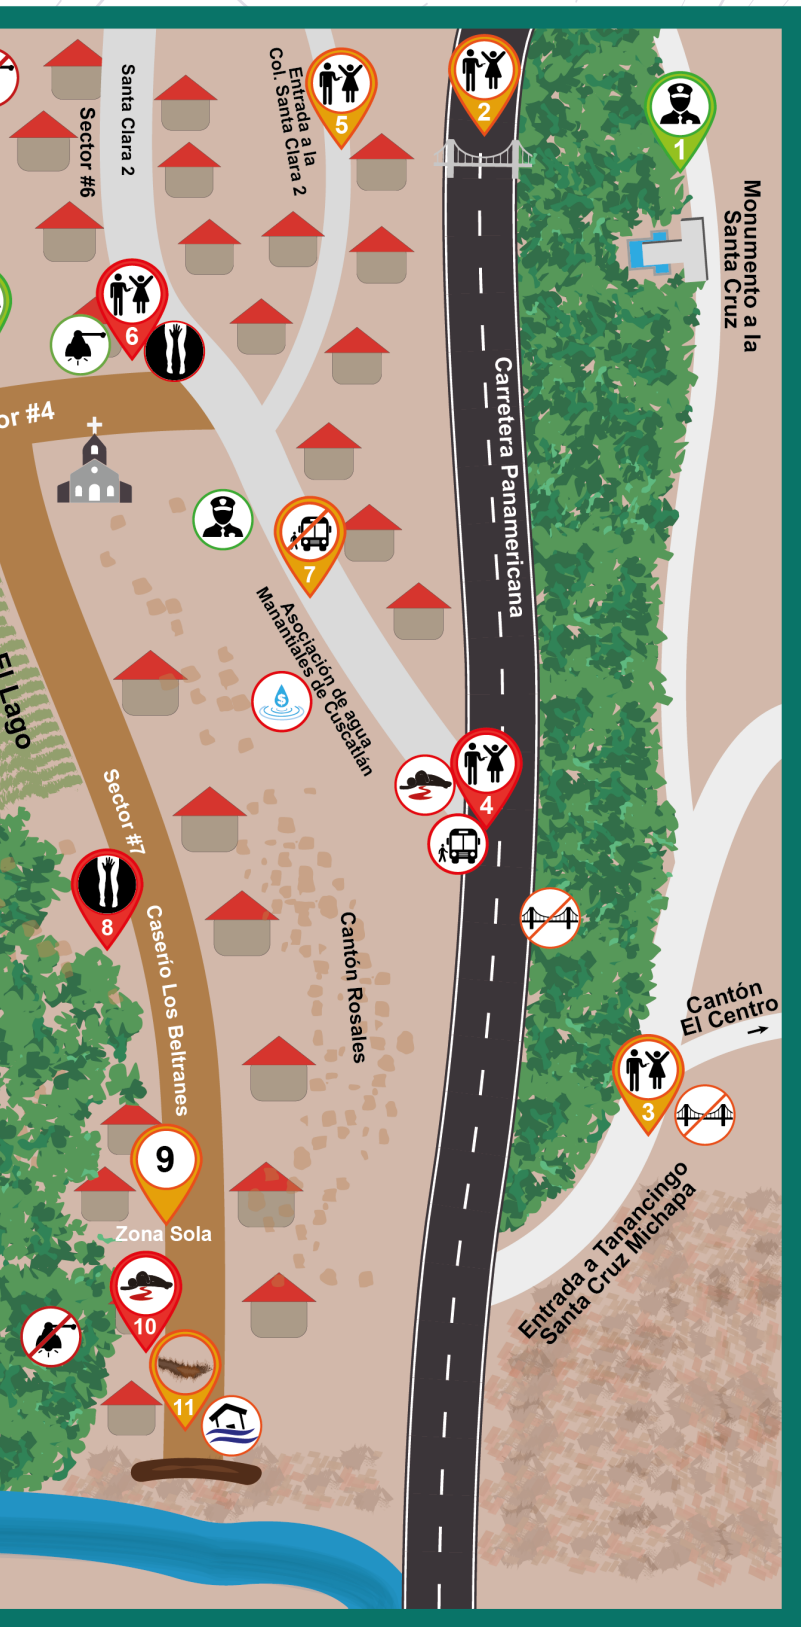 Santa Clara 2
Sector #6
Entrada a la
Col. Santa Clara 2
5
2
1
Monumento a la
Santa Cruz
6
or #4
Carretera Panamericana
7
Asociación de agua
Manantiales de Cuscatlán
$
El Lago
4
Sector #7
8
Caserío Los Beltranes
Cantón Rosales
Cantón
El Centro
3
9
Zona Sola
Entrada a Tanancingo
Santa Cruz Michapa
10
11